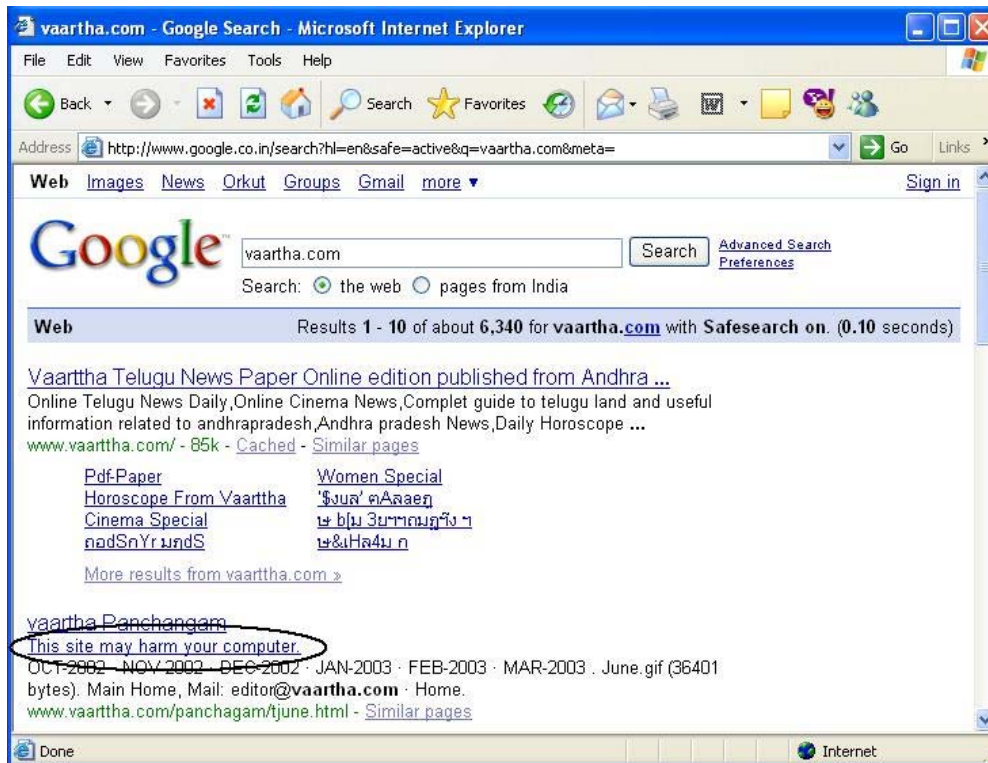 vaartha.com - Google Search - Microsoft Internet Explorer
File Edit View Favorites Tools Help
Back Search Favorites
Address http://www.google.co.in/search?hl=en&safe=active&q=vaartha.com&meta= Go Links
Web Images News Orkut Groups Gmail more ▼ Sign in
Google™ vaartha.com Search Advanced Search
Preferences
Search: the web pages from India
Web Results 1 - 10 of about 6,340 for vaartha.com with Safesearch on. (0.10 seconds)
Vaarttha Telugu News Paper Online edition published from Andhra ...
Online Telugu News Daily,Online Cinema News,Complet guide to telugu land and useful
information related to andhrapradesh,Andhra pradesh News,Daily Horoscope ...
www.vaarttha.com/ - 85k - Cached - Similar pages
Pdf-Paper Women Special
Horoscope From Vaarttha
Cinema Special
More results from vaarttha.com »
vaartha Panchangam
This site may harm your computer.
OCT-2002 · NOV-2002 · DEC-2002 · JAN-2003 · FEB-2003 · MAR-2003 . June.gif (36401
bytes). Main Home, Mail: editor@vaartha.com · Home.
www.vaarttha.com/panchagam/tjune.html - Similar pages
Done Internet